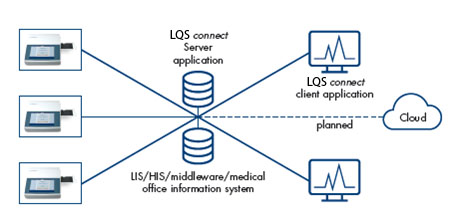 LQS connect
Server
application
LQS connect
client application
planned
Cloud
LIS/HIS/middleware/medical
office information system